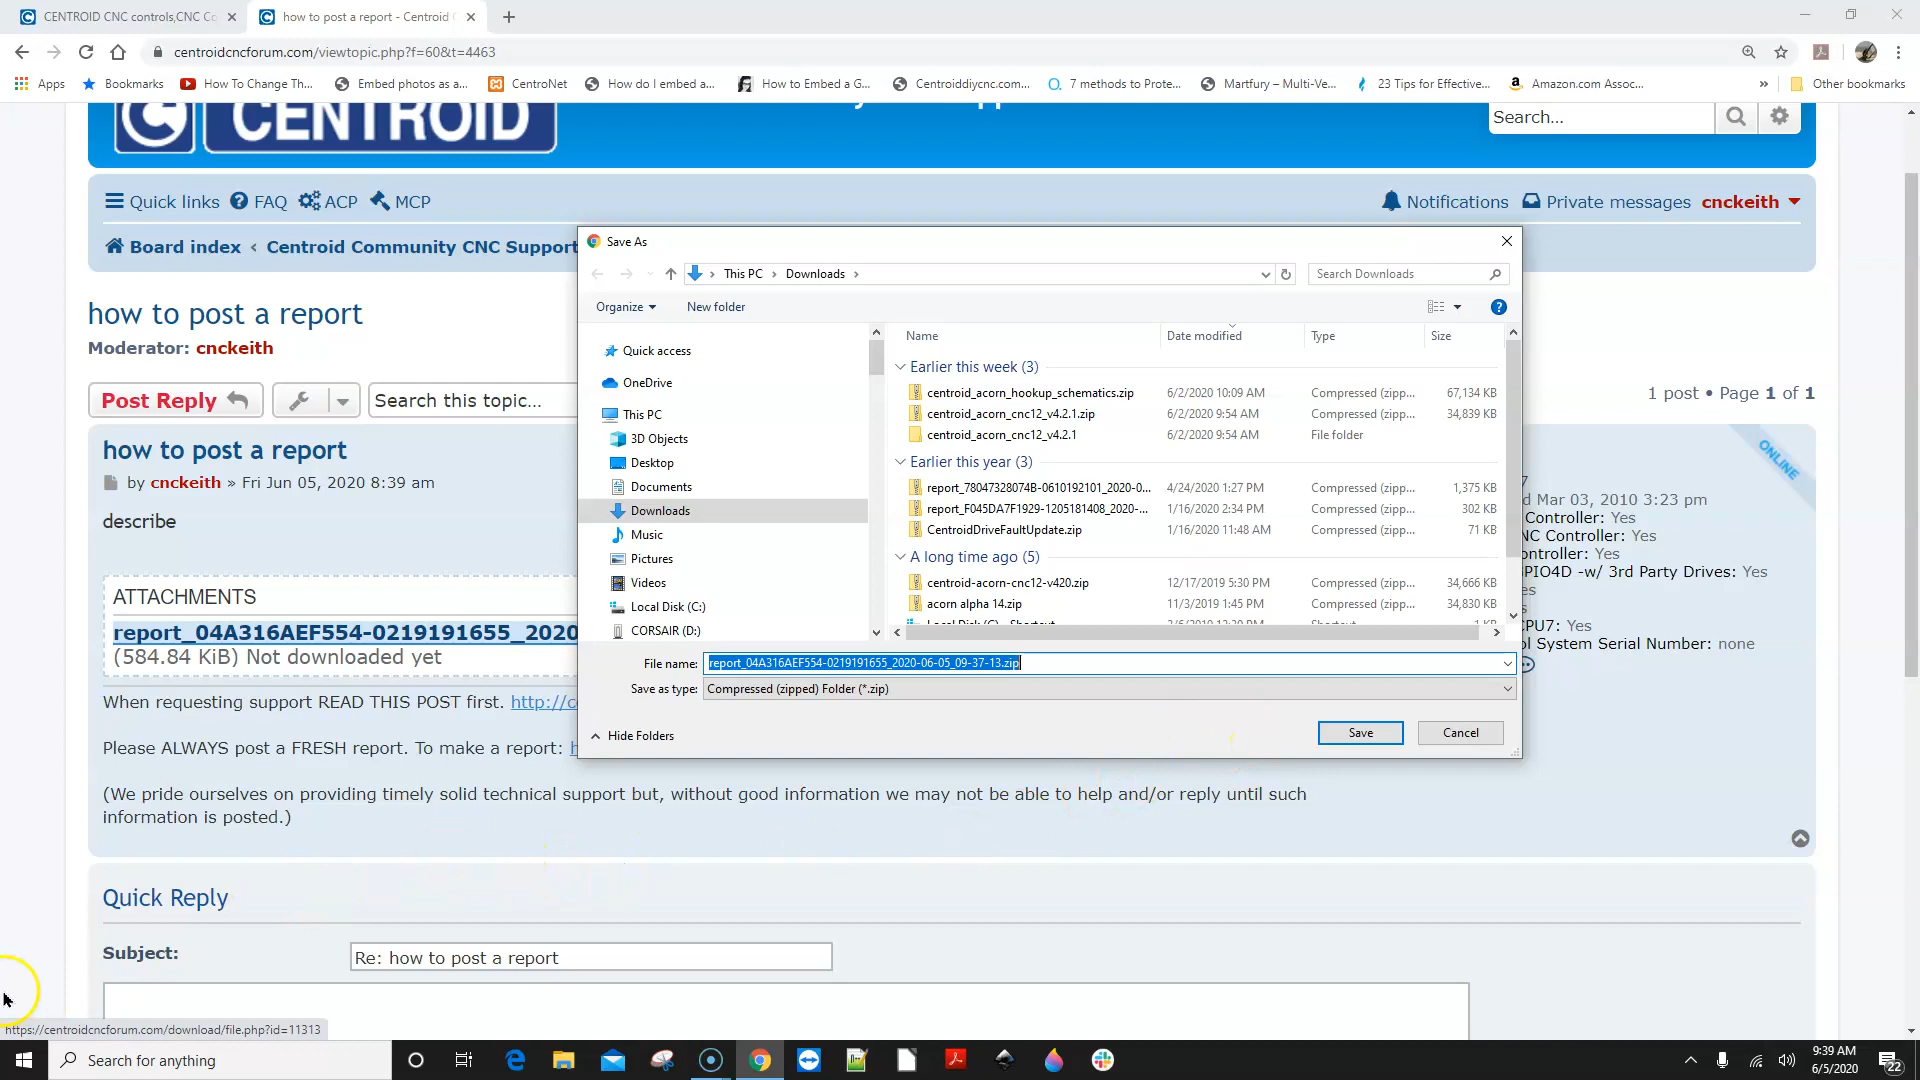 CENTROID CNC controls,CNC Co
how to post a report - Centroid C
centroidcncforum.com/viewtopic.php?f=60&t=4463
Apps
Bookmarks
How To Change Th...
Embed photos as a...
CentroNet
How do I embed a...
How to Embed a G...
Centroiddiycnc.com...
7 methods to Prote...
Martfury – Multi-Ve...
23 Tips for Effective...
Amazon.com Assoc...
»
Other bookmarks
CENTROID
Search...
Quick links
FAQ
ACP
MCP
Notifications
Private messages
cnckeith
Board index ‹ Centroid Community CNC Support
how to post a report
Moderator: cnckeith
Post Reply
Search this topic...
1 post • Page 1 of 1
how to post a report
by cnckeith » Fri Jun 05, 2020 8:39 am
describe
ATTACHMENTS
report_04A316AEF554-0219191655_2020
(584.84 KiB) Not downloaded yet
When requesting support READ THIS POST first. http://c
Please ALWAYS post a FRESH report. To make a report: h
(We pride ourselves on providing timely solid technical support but, without good information we may not be able to help and/or reply until such
information is posted.)
ONLINE
7
d Mar 03, 2010 3:23 pm
Controller: Yes
NC Controller: Yes
ontroller: Yes
PIO4D -w/ 3rd Party Drives: Yes
es
CPU7: Yes
ol System Serial Number: none
Save As
This PC › Downloads ›
Search Downloads
Organize
New folder
Quick access
OneDrive
This PC
3D Objects
Desktop
Documents
Downloads
Music
Pictures
Videos
Local Disk (C:)
CORSAIR (D:)
Name Date modified Type Size
Earlier this week (3)
centroid_acorn_hookup_schematics.zip 6/2/2020 10:09 AM Compressed (zipp... 67,134 KB
centroid_acorn_cnc12_v4.2.1.zip 6/2/2020 9:54 AM Compressed (zipp... 34,839 KB
centroid_acorn_cnc12_v4.2.1 6/2/2020 9:54 AM File folder
Earlier this year (3)
report_78047328074B-0610192101_2020-0... 4/24/2020 1:27 PM Compressed (zipp... 1,375 KB
report_F045DA7F1929-1205181408_2020-... 1/16/2020 2:34 PM Compressed (zipp... 302 KB
CentroidDriveFaultUpdate.zip 1/16/2020 11:48 AM Compressed (zipp... 71 KB
A long time ago (5)
centroid-acorn-cnc12-v420.zip 12/17/2019 5:30 PM Compressed (zipp... 34,666 KB
acorn alpha 14.zip 11/3/2019 1:45 PM Compressed (zipp... 34,830 KB
File name: report_04A316AEF554-0219191655_2020-06-05_09-37-13.zip
Save as type: Compressed (zipped) Folder (*.zip)
Hide Folders
Save
Cancel
Quick Reply
Subject:
Re: how to post a report
https://centroidcncforum.com/download/file.php?id=11313
Search for anything
9:39 AM
6/5/2020
22